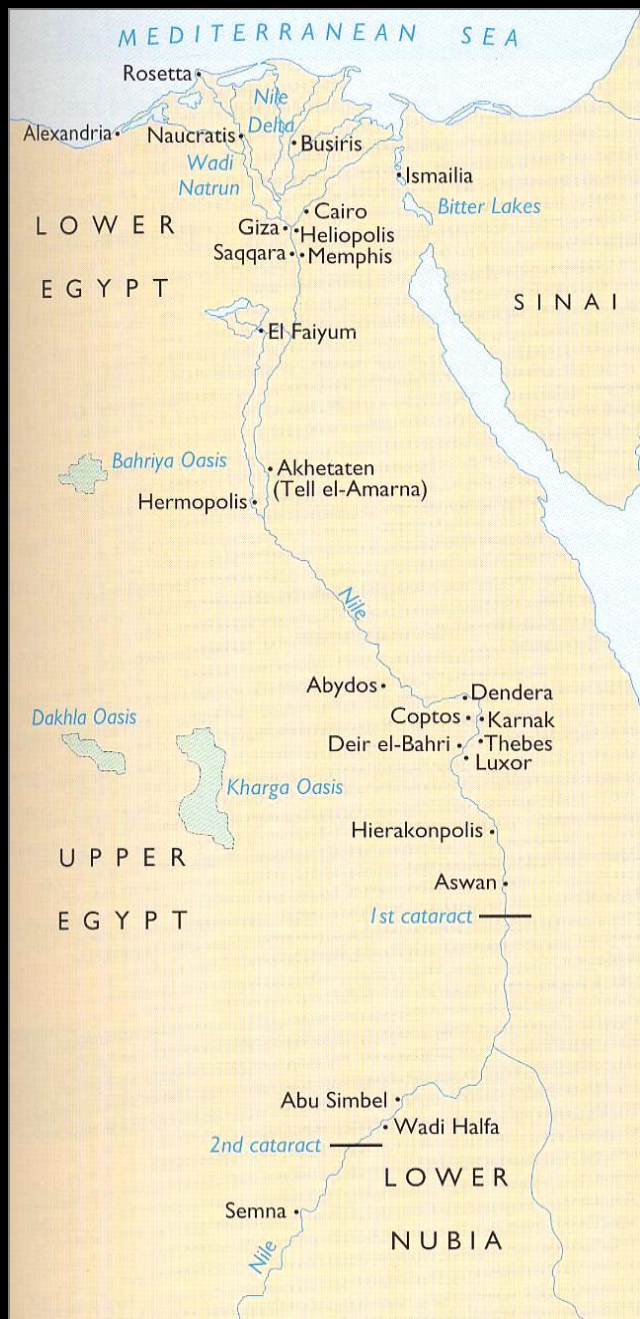 MEDITERRANEAN SEA
Rosetta
Nile
Delta
Alexandria
Naucratis
Busiris
Wadi
Natrun
Ismailia
Bitter Lakes
Cairo
LOWER
EGYPT
Giza
Heliopolis
Saqqara
Memphis
SINAI
El Faiyum
Bahriya Oasis
Akhetaten
(Tell el-Amarna)
Hermopolis
Nile
Abydos
Dendera
Dakhla Oasis
Coptos
Karnak
Deir el-Bahri
Thebes
Luxor
Kharga Oasis
Hierakonpolis
UPPER
EGYPT
Aswan
1st cataract
Abu Simbel
Wadi Halfa
2nd cataract
LOWER
NUBIA
Semna
Nile